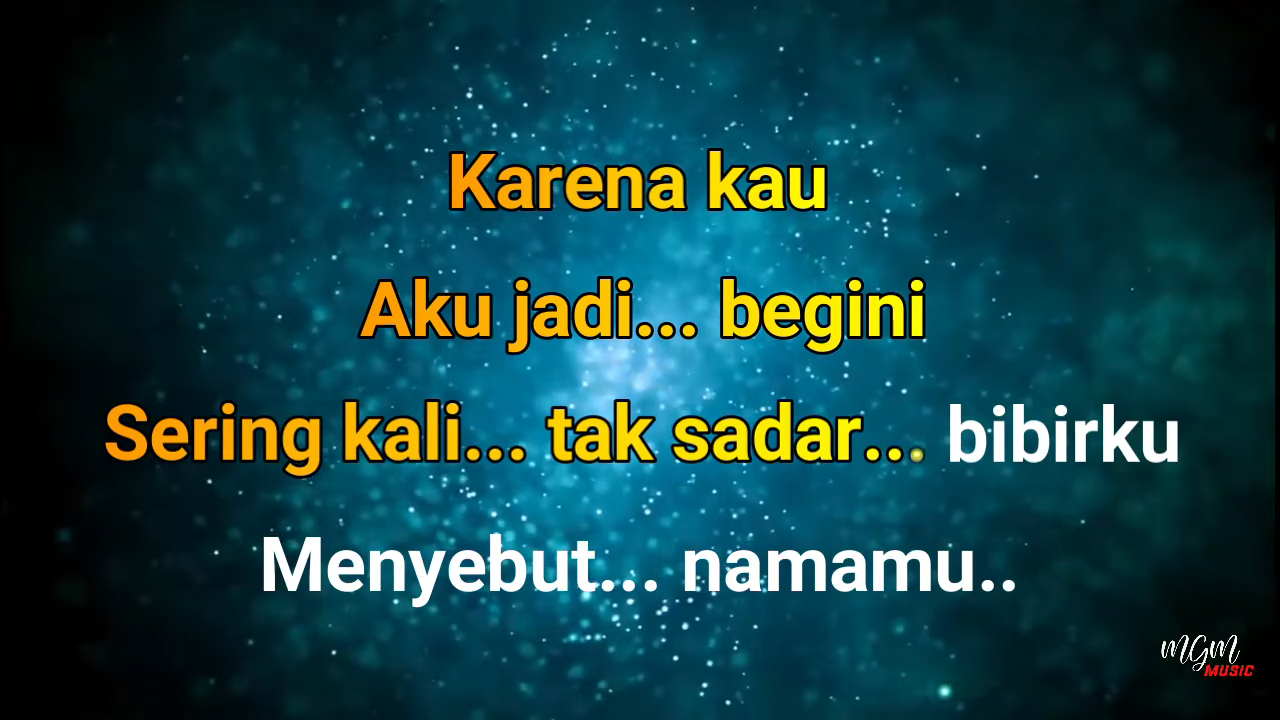 Karena kau
Aku jadi... begini
Sering kali... tak sadar... bibirku
Menyebut... namamu..
MGM
MUSIC